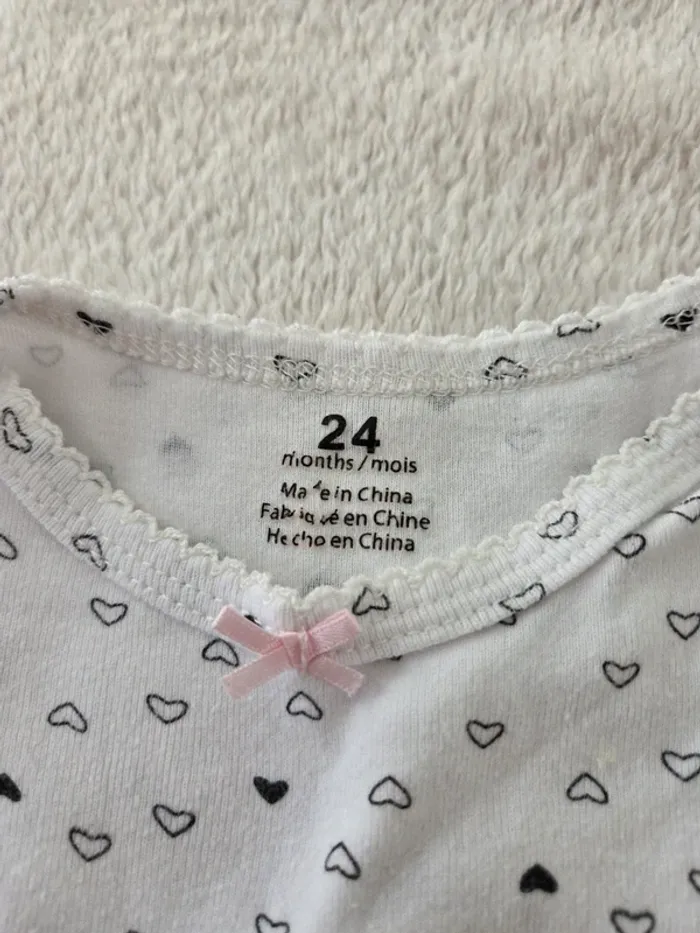 24
months / mois
Made in China
Fabriqué en Chine
Hecho en China